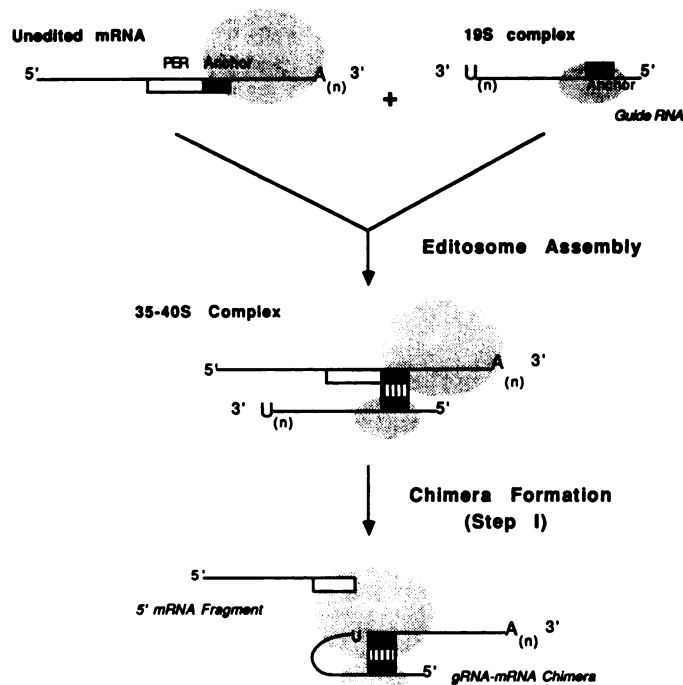 Unedited mRNA
19S complex
5' PER Anchor A(n) 3'
+
3' U(n) Anchor 5'
Guide RNA
Editosome Assembly
35-40S Complex
5' A(n) 3'
3' U(n) 5'
Chimera Formation
(Step I)
5'
5' mRNA Fragment
U A(n) 3'
5'
gRNA-mRNA Chimera